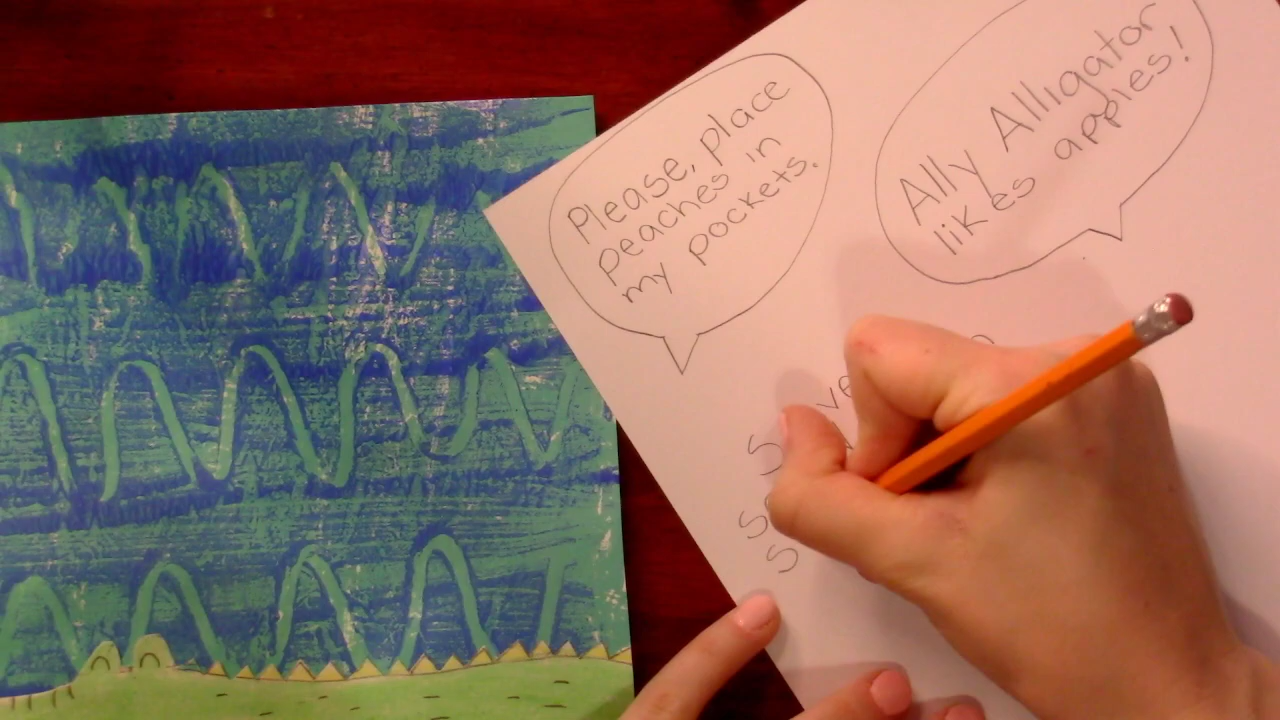 Please, place
peaches in
my pockets.
Ally Alligator
likes apples!